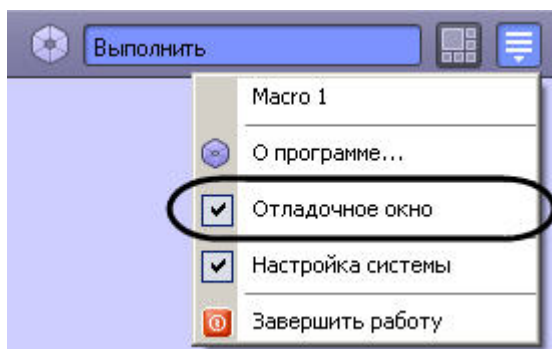 Выполнить
Macro 1
О программе...
Отладочное окно
Настройка системы
Завершить работу